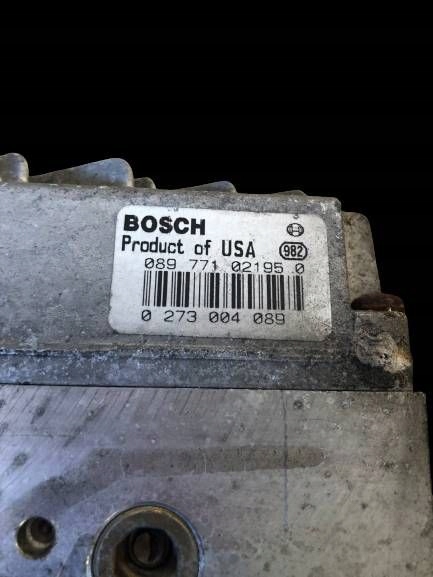 BOSCH
Product of USA 982
089 771 02195 0
0 273 004 089